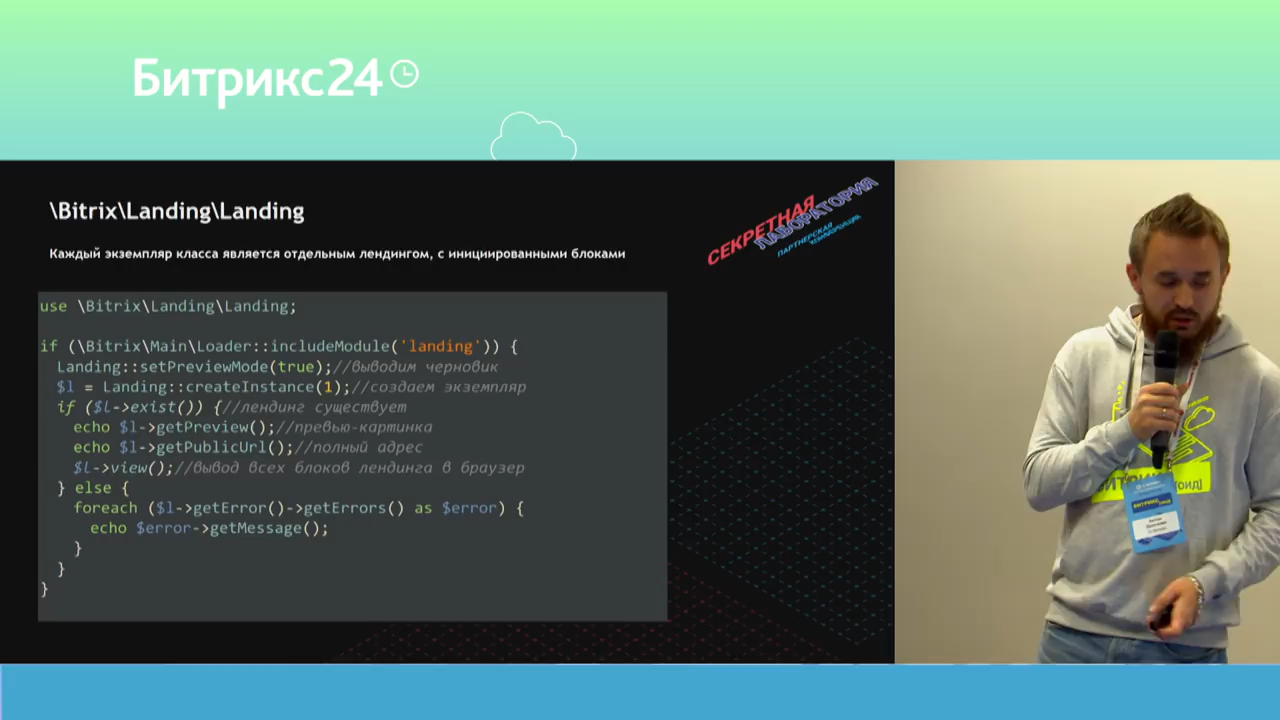 Битрикс24
\Bitrix\Landing\Landing
СЕКРЕТНАЯ
ЛАБОРАТОРИЯ
ПАРТНЕРСКАЯ
КОНФЕРЕНЦИЯ
Каждый экземпляр класса является отдельным лендингом, с инициированными блоками
use \Bitrix\Landing\Landing;
if (\Bitrix\Main\Loader::includeModule('landing')) {
Landing::setPreviewMode(true);//выводим черновик
$l = Landing::createInstance(1);//создаем экземпляр
if ($l->exist()) {//лендинг существует
echo $l->getPreview();//превью-картинка
echo $l->getPublicUrl();//полный адрес
$l->view();//вывод всех блоков лендинга в браузер
} else {
foreach ($l->getError()->getErrors() as $error) {
echo $error->getMessage();
}
}
}